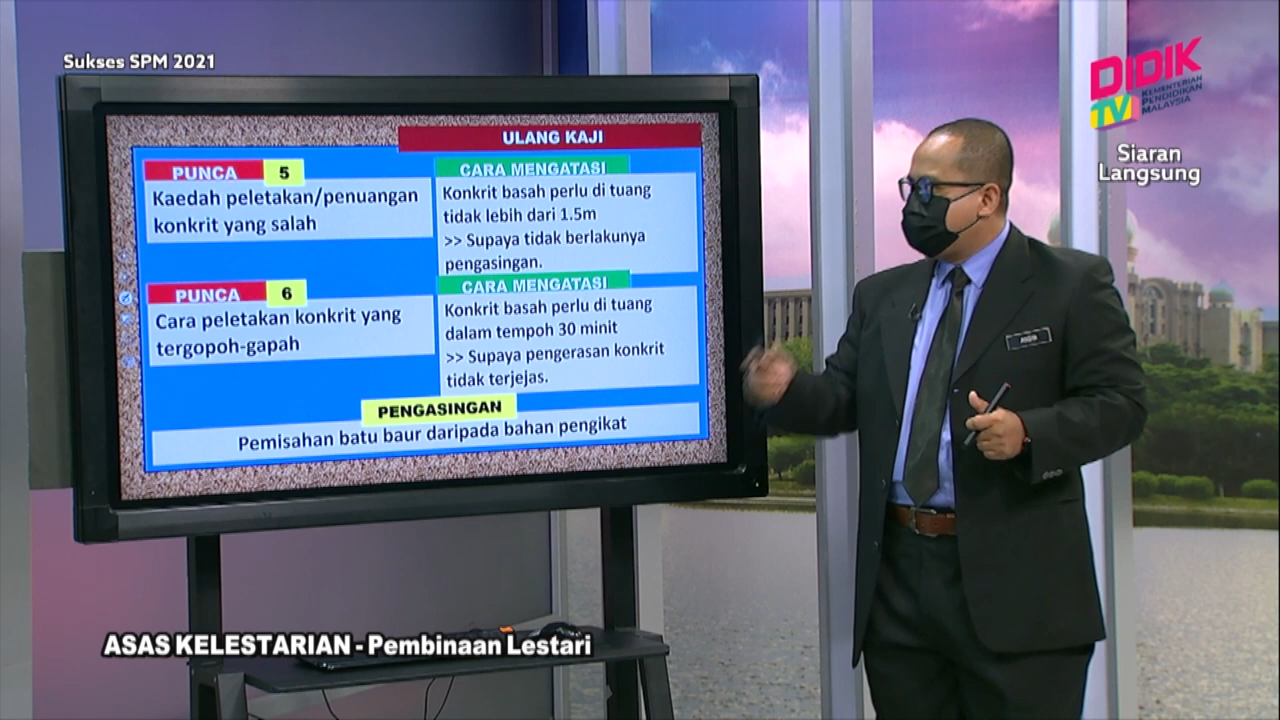 Sukses SPM 2021
DIDIK
TV
KEMENTERIAN
PENDIDIKAN
MALAYSIA
Siaran
Langsung
ULANG KAJI
PUNCA 5
Kaedah peletakan/penuangan
konkrit yang salah
CARA MENGATASI
Konkrit basah perlu di tuang
tidak lebih dari 1.5m
>> Supaya tidak berlakunya
pengasingan.
PUNCA 6
Cara peletakan konkrit yang
tergopoh-gapah
CARA MENGATASI
Konkrit basah perlu di tuang
dalam tempoh 30 minit
>> Supaya pengerasan konkrit
tidak terjejas.
PENGASINGAN
Pemisahan batu baur daripada bahan pengikat
ASAS KELESTARIAN - Pembinaan Lestari